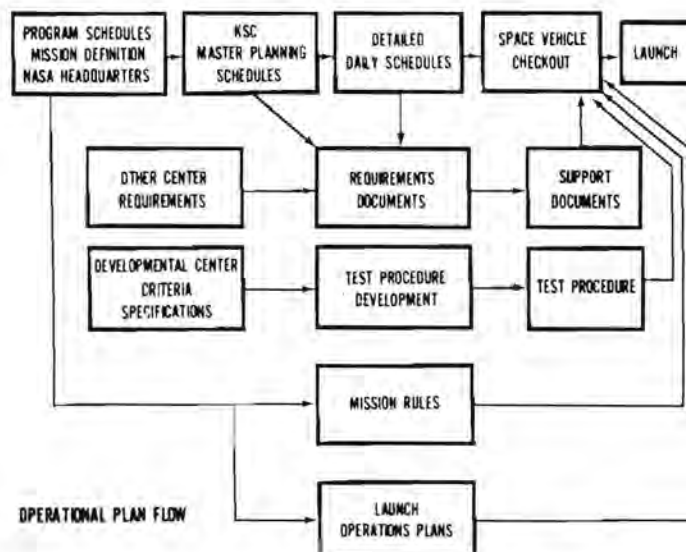 PROGRAM SCHEDULES
MISSION DEFINITION
NASA HEADQUARTERS
KSC
MASTER PLANNING
SCHEDULES
DETAILED
DAILY SCHEDULES
SPACE VEHICLE
CHECKOUT
LAUNCH
OTHER CENTER
REQUIREMENTS
REQUIREMENTS
DOCUMENTS
SUPPORT
DOCUMENTS
DEVELOPMENTAL CENTER
CRITERIA
SPECIFICATIONS
TEST PROCEDURE
DEVELOPMENT
TEST PROCEDURE
MISSION RULES
OPERATIONAL PLAN FLOW
LAUNCH
OPERATIONS PLANS